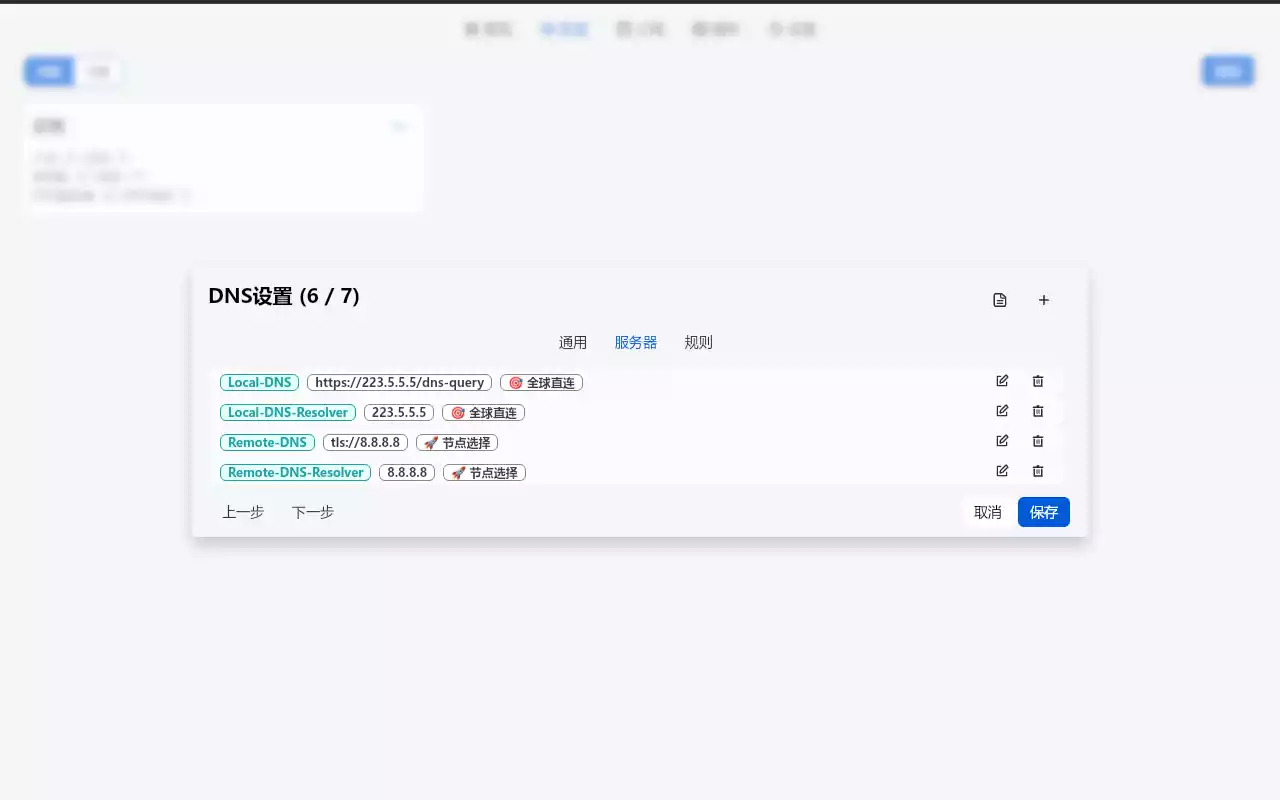 DNS设置 (6 / 7)
通用 服务器 规则
Local-DNS https://223.5.5.5/dns-query 🎯 全球直连
Local-DNS-Resolver 223.5.5.5 🎯 全球直连
Remote-DNS tls://8.8.8.8 🚀 节点选择
Remote-DNS-Resolver 8.8.8.8 🚀 节点选择
上一步 下一步 取消 保存